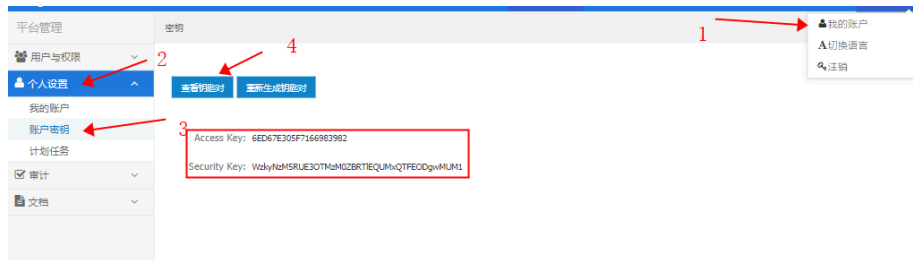 平台管理
密钥
1
我的账户
A切换语言
注销
用户与权限
2
4
个人设置
查看钥匙对
重新生成钥匙对
我的账户
账户密钥
3
计划任务
Access Key: 6ED67E305F7166983982
Security Key: WzkyNzM5RUE3OTMzM0ZBRTlEQUMxQTFEODgwMUM1
审计
文档